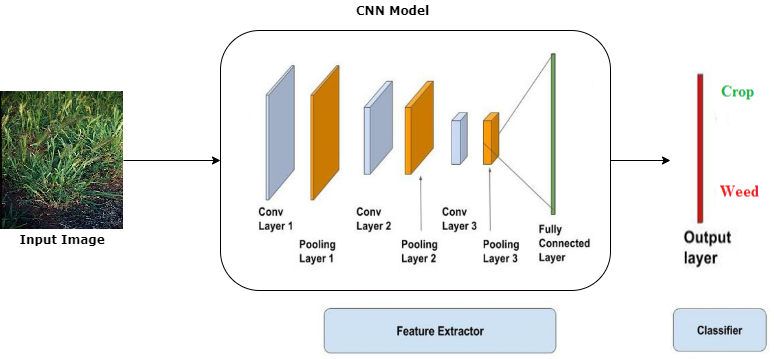 CNN Model
Input Image
Conv
Layer 1
Pooling
Layer 1
Conv
Layer 2
Pooling
Layer 2
Conv
Layer 3
Pooling
Layer 3
Fully
Connected
Layer
Crop
Weed
Output
layer
Feature Extractor
Classifier